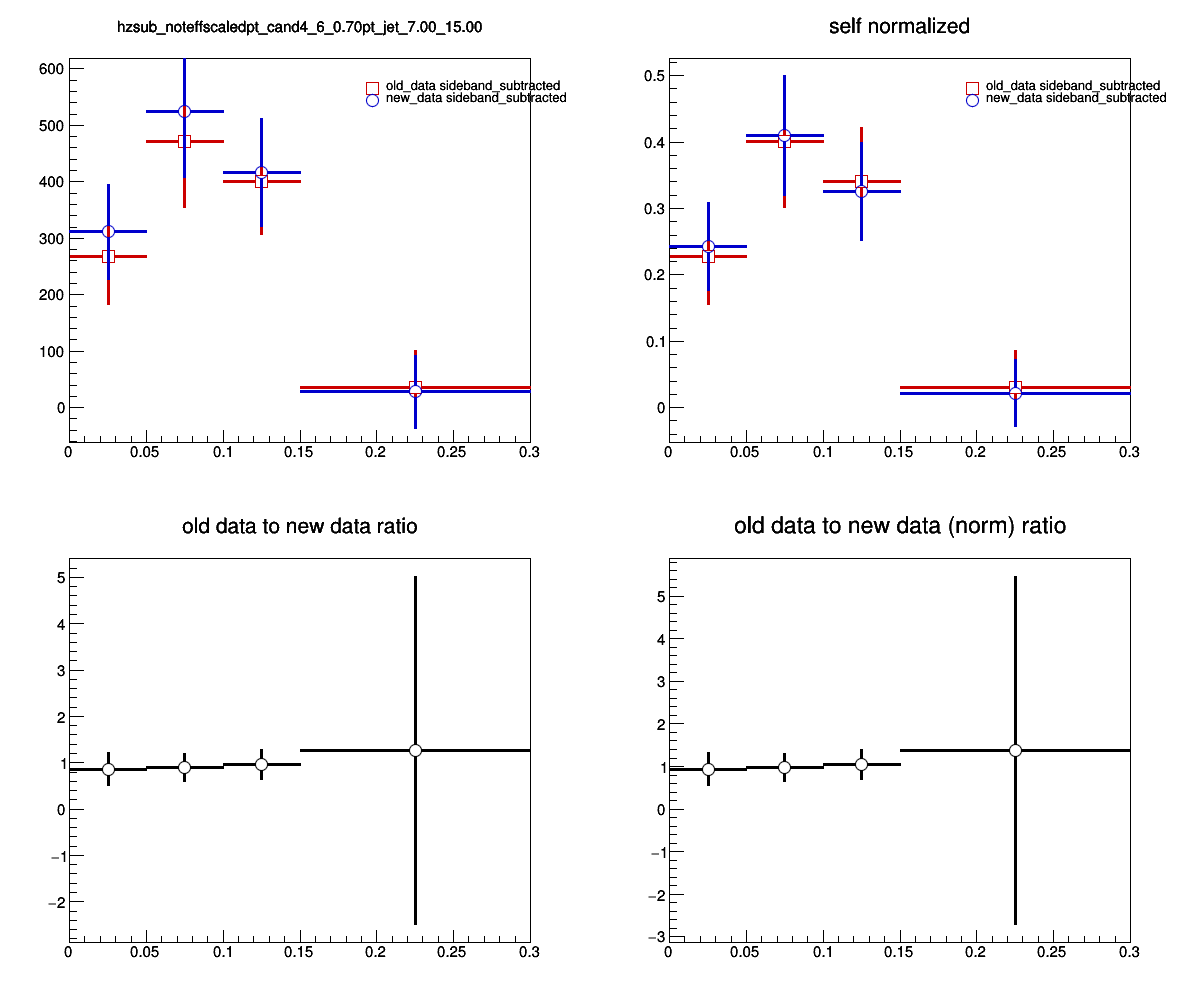 hzsub_noteffscaledpt_cand4_6_0.70pt_jet_7.00_15.00
old_data sideband_subtracted
new_data sideband_subtracted
600
500
400
300
200
100
0
0 0.05 0.1 0.15 0.2 0.25 0.3
self normalized
old_data sideband_subtracted
new_data sideband_subtracted
0.5
0.4
0.3
0.2
0.1
0
0 0.05 0.1 0.15 0.2 0.25 0.3
old data to new data ratio
5
4
3
2
1
0
−1
−2
0 0.05 0.1 0.15 0.2 0.25 0.3
old data to new data (norm) ratio
5
4
3
2
1
0
−1
−2
−3
0 0.05 0.1 0.15 0.2 0.25 0.3